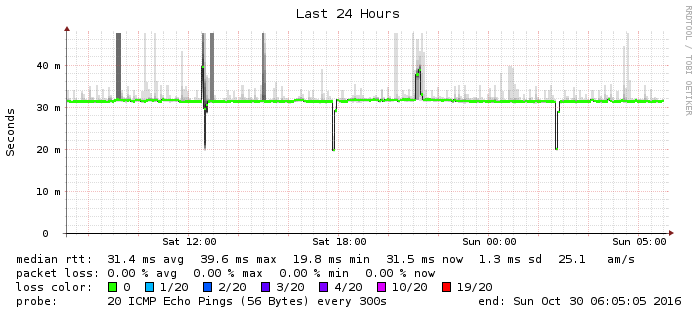 Last 24 Hours
RRDTOOL / TOBI OETIKER
Seconds
40 m
30 m
20 m
10 m
0
Sat 12:00 Sat 18:00 Sun 00:00 Sun 05:00
median rtt: 31.4 ms avg 39.6 ms max 19.8 ms min 31.5 ms now 1.3 ms sd 25.1 am/s
packet loss: 0.00 % avg 0.00 % max 0.00 % min 0.00 % now
loss color: 0 1/20 2/20 3/20 4/20 10/20 19/20
probe: 20 ICMP Echo Pings (56 Bytes) every 300s end: Sun Oct 30 06:05:05 2016